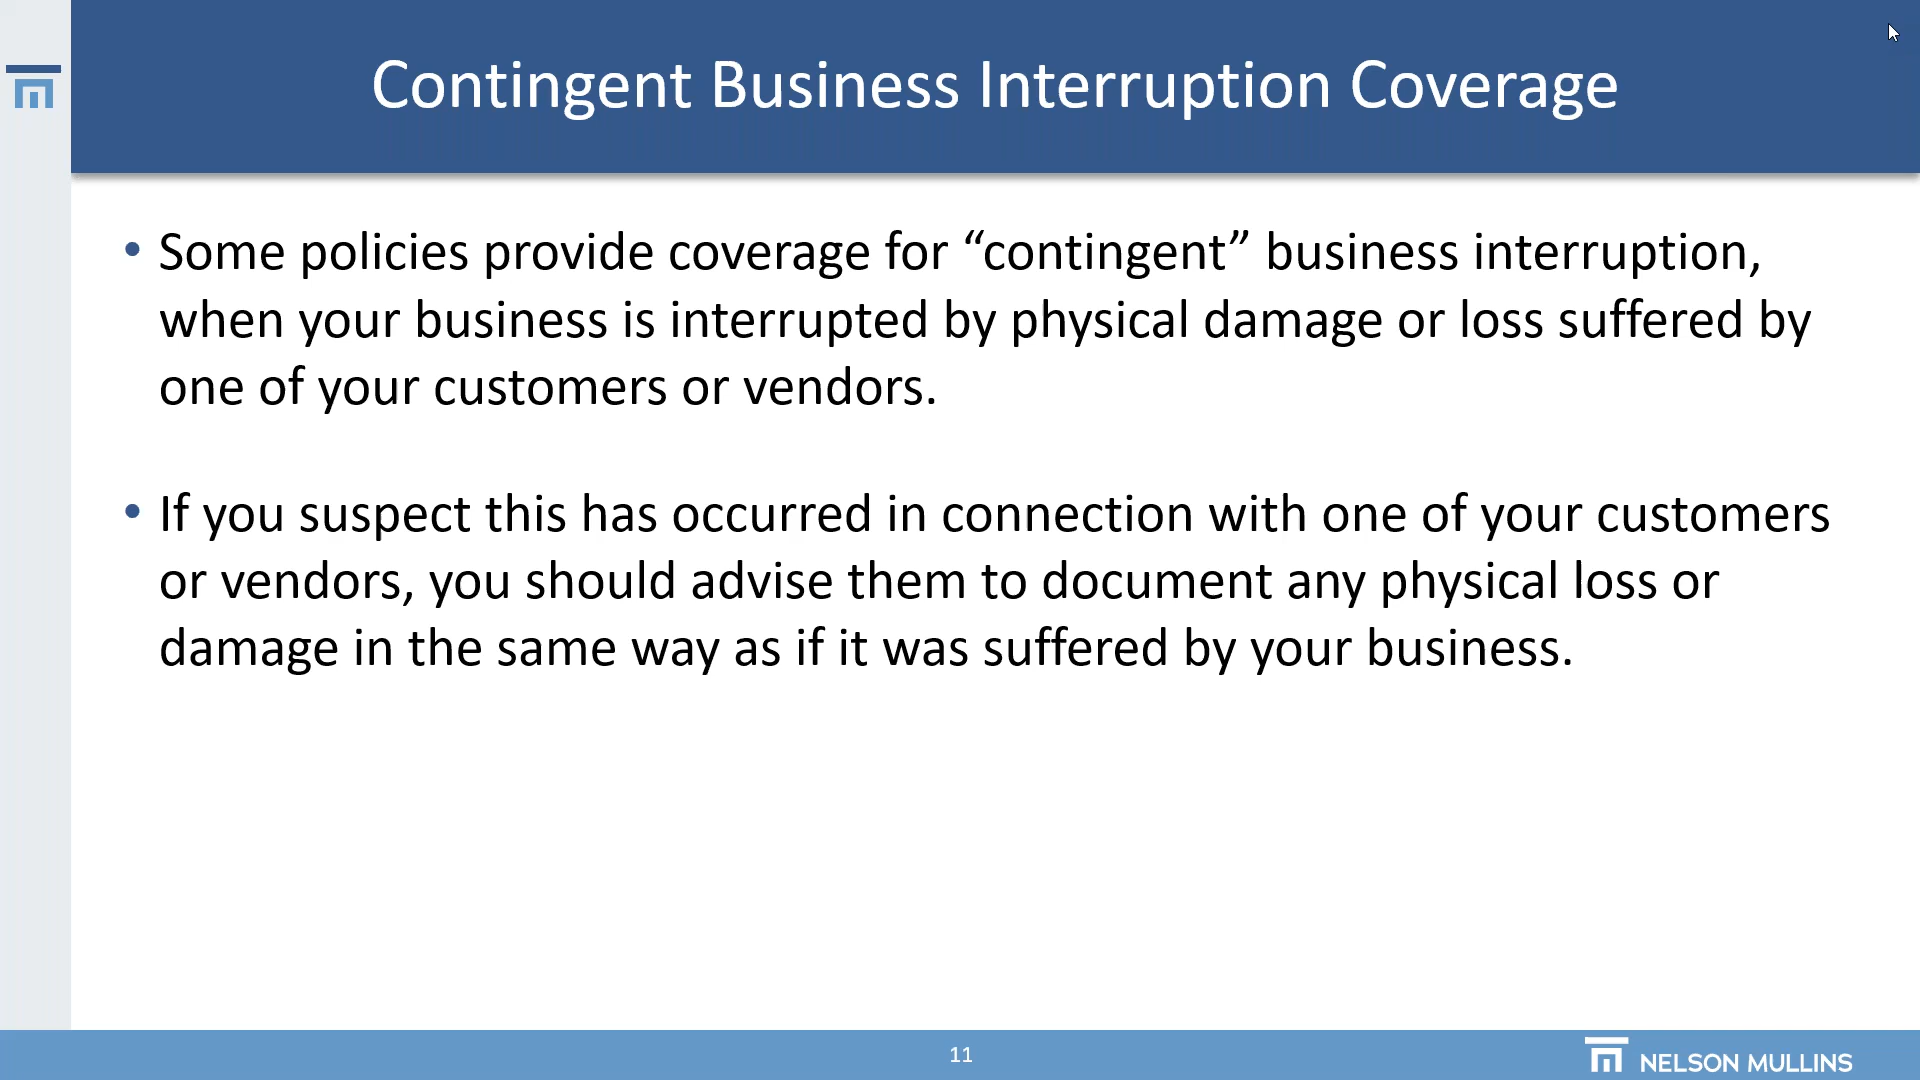 Contingent Business Interruption Coverage
• Some policies provide coverage for “contingent” business interruption,
when your business is interrupted by physical damage or loss suffered by
one of your customers or vendors.
• If you suspect this has occurred in connection with one of your customers
or vendors, you should advise them to document any physical loss or
damage in the same way as if it was suffered by your business.
11
NELSON MULLINS